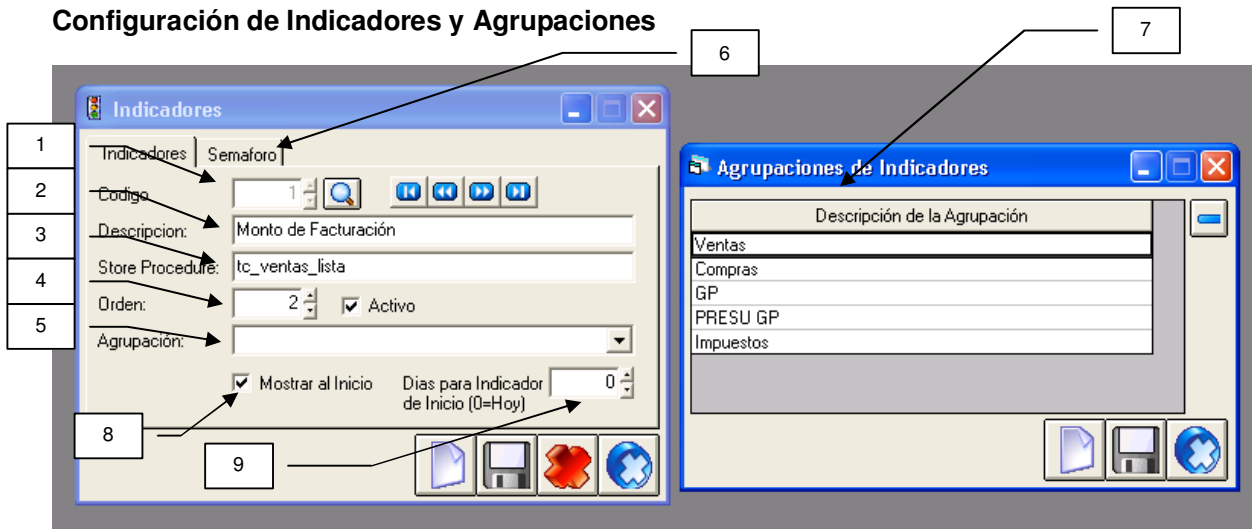 Configuración de Indicadores y Agrupaciones
6
7
Indicadores
1
Indicadores
Semaforo
2
Codigo
1
3
Descripcion:
Monto de Facturación
Store Procedure:
tc_ventas_lista
4
Orden:
2
Activo
5
Agrupación:
Mostrar al Inicio
Dias para Indicador
de Inicio (0=Hoy)
0
8
9
Agrupaciones de Indicadores
Descripción de la Agrupación
Ventas
Compras
GP
PRESU GP
Impuestos